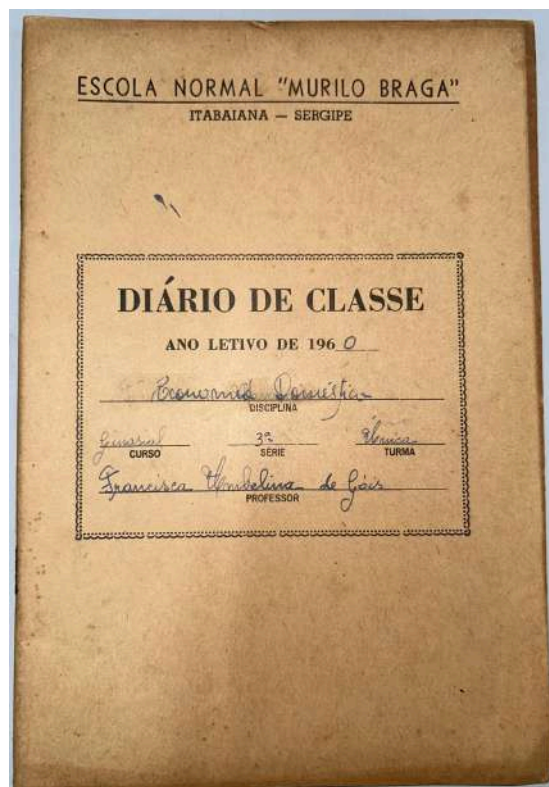 ESCOLA NORMAL "MURILO BRAGA"
ITABAIANA — SERGIPE
DIÁRIO DE CLASSE
ANO LETIVO DE 1960
Economia Doméstica
DISCIPLINA
Ginasial 3ª Única
CURSO SÉRIE TURMA
Francisca Umbelina de Góis
PROFESSOR